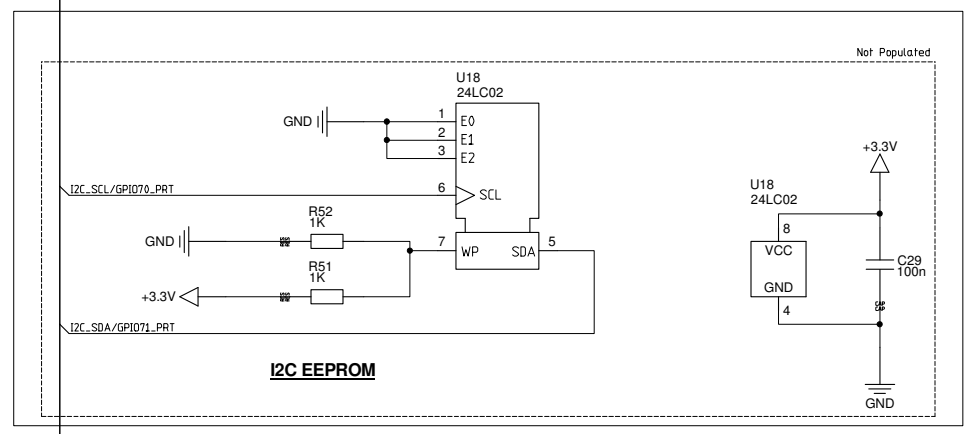 Not Populated
U18
24LC02
GND
1 E0
2 E1
3 E2
I2C_SCL/GPIO70_PRT
6 SCL
R52
1K
GND
7 WP SDA 5
R51
1K
+3.3V
I2C_SDA/GPIO71_PRT
I2C EEPROM
+3.3V
U18
24LC02
8
VCC
GND
4
C29
100n
CAP
CAP
GND